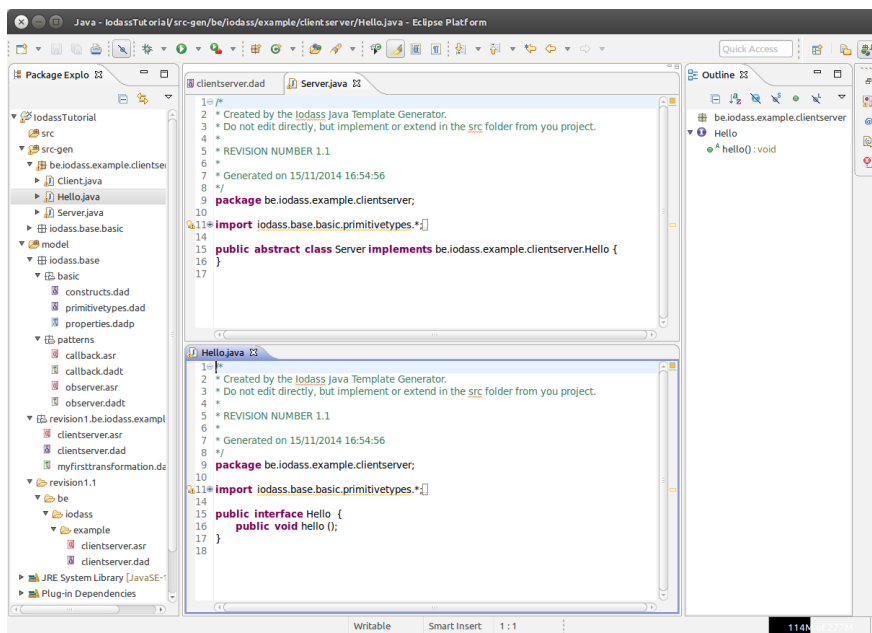 Java - IodassTutorial/src-gen/be/iodass/example/clientserver/Hello.java - Eclipse Platform
Quick Access
Package Explo
IodassTutorial
src
src-gen
be.iodass.example.clientser
Client.java
Hello.java
Server.java
iodass.base.basic
model
iodass.base
basic
constructs.dad
primitivetypes.dad
properties.dadp
patterns
callback.asr
callback.dadt
observer.asr
observer.dadt
revision1.be.iodass.exampl
clientserver.asr
clientserver.dad
myfirsttransformation.da
revision1.1
be
iodass
example
clientserver.asr
clientserver.dad
JRE System Library [JavaSE-1
Plug-in Dependencies
clientserver.dad Server.java
1 /*
2 * Created by the Iodass Java Template Generator.
3 * Do not edit directly, but implement or extend in the src folder from you project.
4 *
5 * REVISION NUMBER 1.1
6 *
7 * Generated on 15/11/2014 16:54:56
8 */
9 package be.iodass.example.clientserver;
10
11 import iodass.base.basic.primitivetypes.*;
14
15 public abstract class Server implements be.iodass.example.clientserver.Hello {
16 }
17
Hello.java
1 /*
2 * Created by the Iodass Java Template Generator.
3 * Do not edit directly, but implement or extend in the src folder from you project.
4 *
5 * REVISION NUMBER 1.1
6 *
7 * Generated on 15/11/2014 16:54:56
8 */
9 package be.iodass.example.clientserver;
10
11 import iodass.base.basic.primitivetypes.*;
14
15 public interface Hello {
16 public void hello ();
17 }
18
Outline
be.iodass.example.clientserver
Hello
hello() : void
Writable Smart Insert 1 : 1